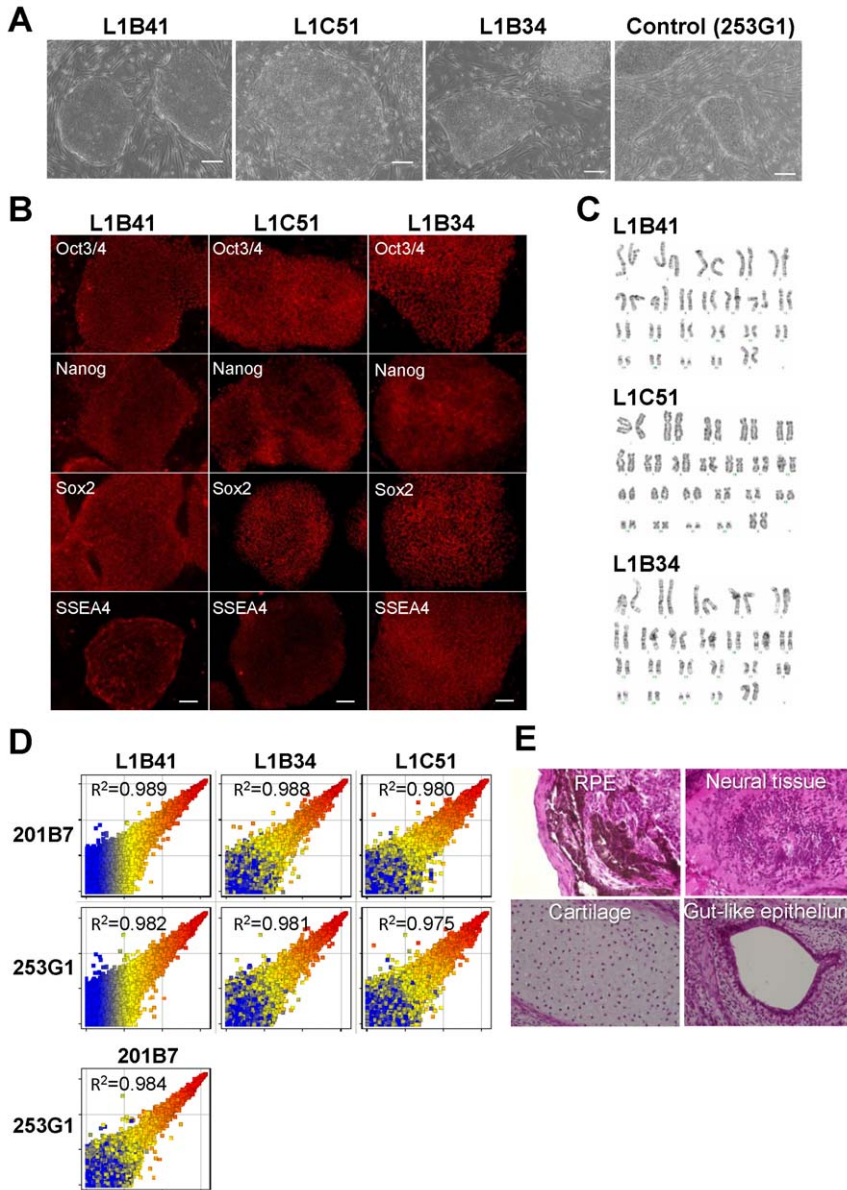 A
L1B41 L1C51 L1B34 Control (253G1)
B
L1B41 L1C51 L1B34
Oct3/4 Oct3/4 Oct3/4
Nanog Nanog Nanog
Sox2 Sox2 Sox2
SSEA4 SSEA4 SSEA4
C
L1B41
L1C51
L1B34
D
L1B41 L1B34 L1C51
201B7
R²=0.989 R²=0.988 R²=0.980
253G1
R²=0.982 R²=0.981 R²=0.975
201B7
253G1
R²=0.984
E
RPE Neural tissue
Cartilage Gut-like epithelium